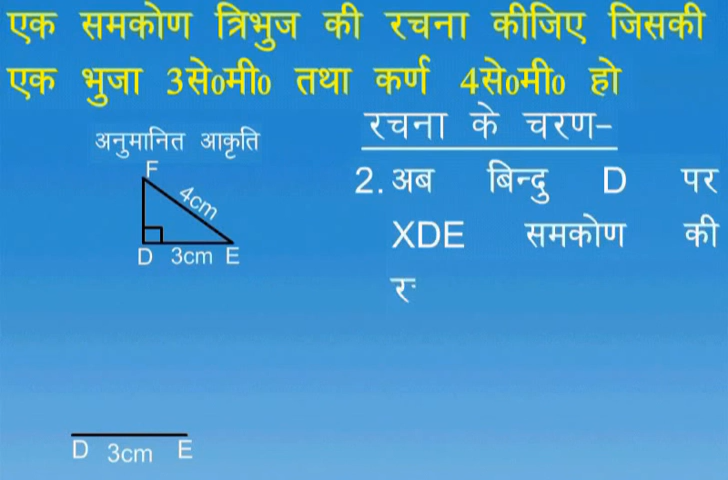 एक समकोण त्रिभुज की रचना कीजिए जिसकी
एक भुजा 3से०मी० तथा कर्ण 4से०मी० हो
रचना के चरण-
अनुमानित आकृति
F
4cm
D 3cm E
2. अब बिन्दु D पर
XDE समकोण की
D 3cm E